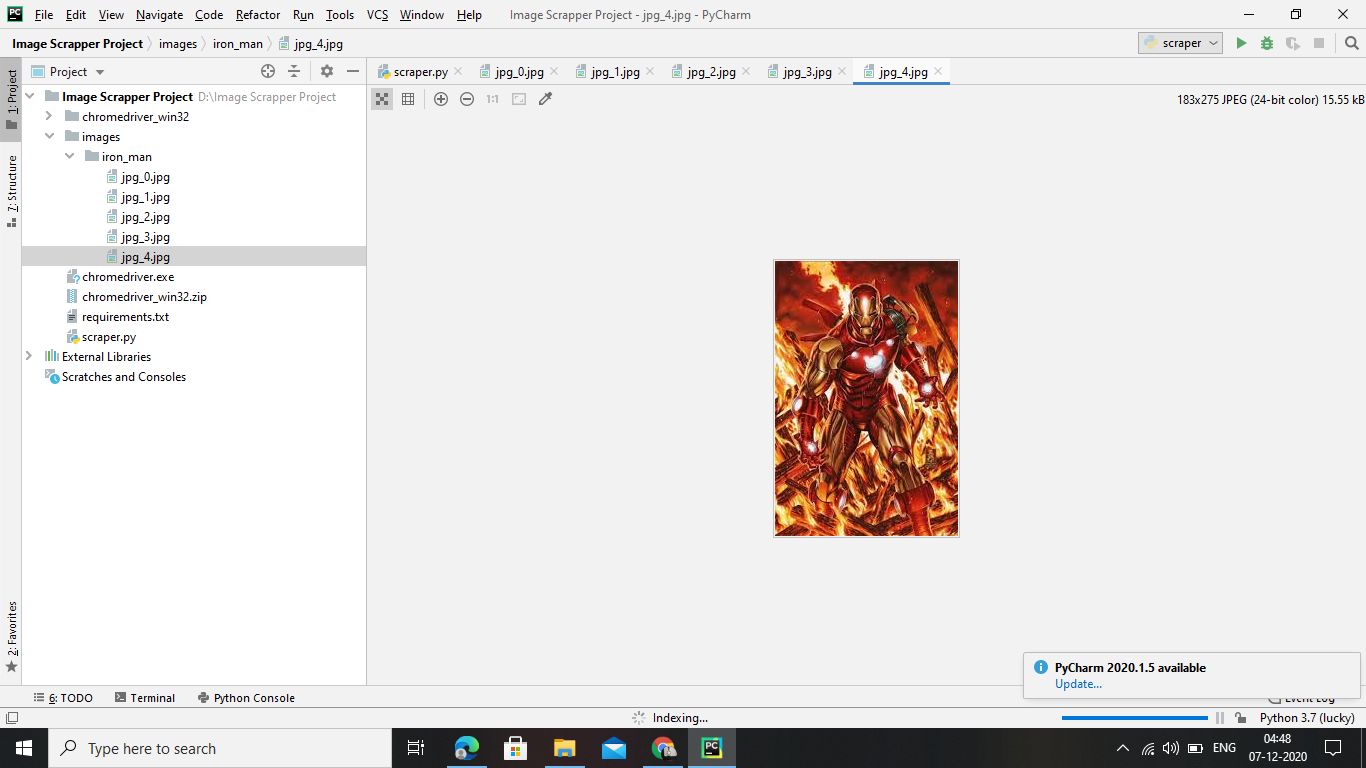 PC
File Edit View Navigate Code Refactor Run Tools VCS Window Help Image Scrapper Project - jpg_4.jpg - PyCharm
Image Scrapper Project images iron_man jpg_4.jpg scraper
1: Project
Project
scraper.py jpg_0.jpg jpg_1.jpg jpg_2.jpg jpg_3.jpg jpg_4.jpg
1:1 183x275 JPEG (24-bit color) 15.55 kB
Image Scrapper Project D:\Image Scrapper Project
chromedriver_win32
images
iron_man
jpg_0.jpg
jpg_1.jpg
jpg_2.jpg
jpg_3.jpg
jpg_4.jpg
chromedriver.exe
chromedriver_win32.zip
requirements.txt
scraper.py
External Libraries
Scratches and Consoles
7: Structure
2: Favorites
PyCharm 2020.1.5 available
Update...
6: TODO Terminal Python Console Event Log
Indexing... Python 3.7 (lucky)
Type here to search
PC
ENG
04:48
07-12-2020